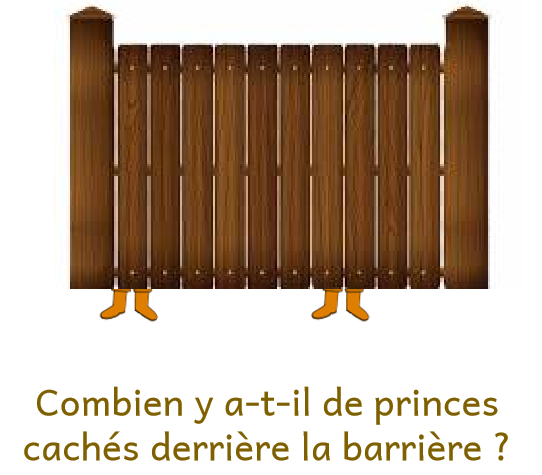 Combien y a-t-il de princes
cachés derrière la barrière ?